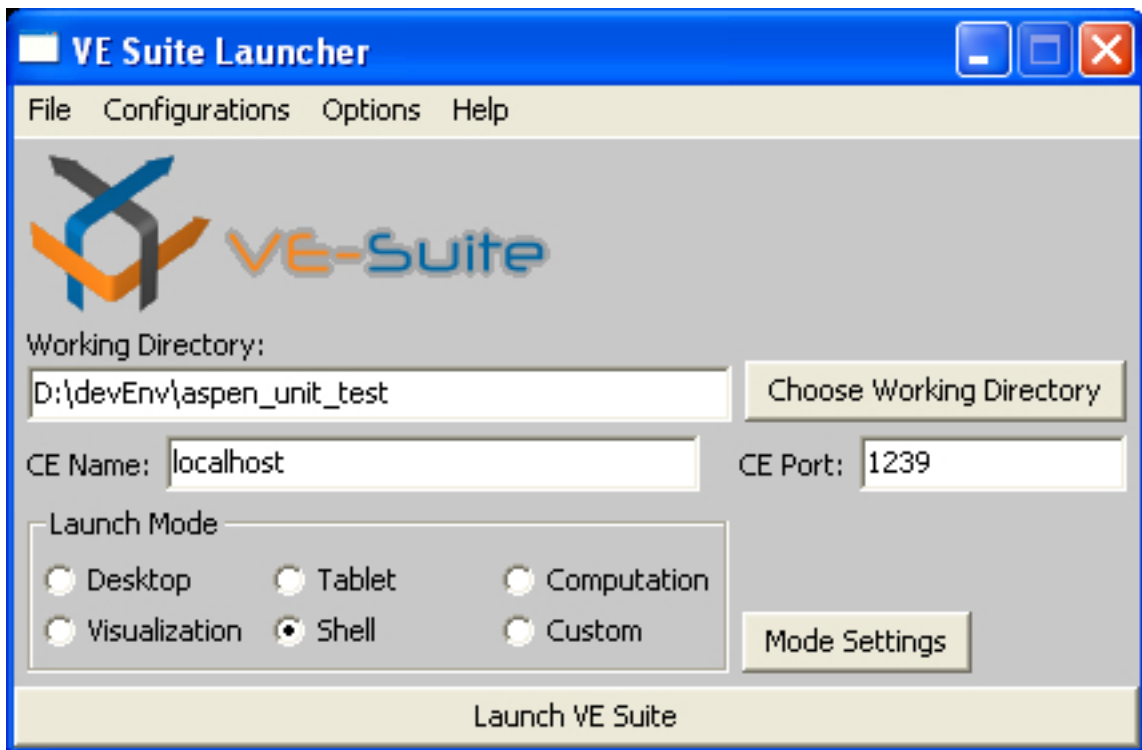 VE Suite Launcher
File Configurations Options Help
VE-Suite
Working Directory:
D:\devEnv\aspen_unit_test Choose Working Directory
CE Name: localhost CE Port: 1239
Launch Mode
Desktop Tablet Computation
Visualization Shell Custom
Mode Settings
Launch VE Suite